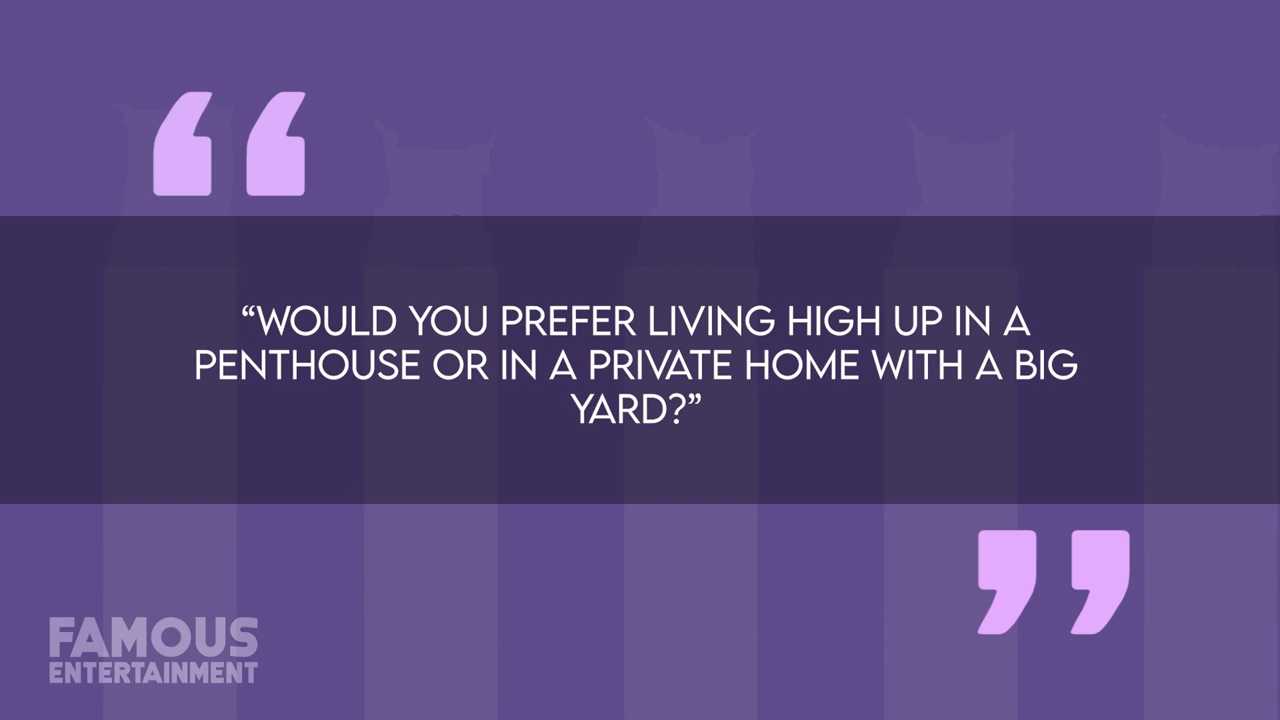 “WOULD YOU PREFER LIVING HIGH UP IN A
PENTHOUSE OR IN A PRIVATE HOME WITH A BIG
YARD?”
FAMOUS
ENTERTAINMENT